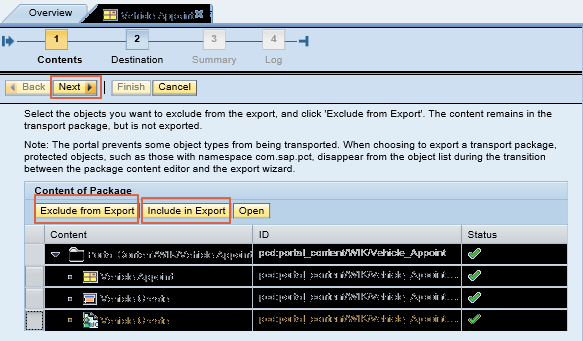 Overview
Vehicle Appoint
1 2 3 4
Contents Destination Summary Log
Back Next Finish Cancel
Select the objects you want to exclude from the export, and click 'Exclude from Export'. The content remains in
the transport package, but is not exported.
Note: The portal prevents some object types from being transported. When choosing to export a transport package,
protected objects, such as those with namespace com.sap.pct, disappear from the object list during the transition
between the package content editor and the export wizard.
Content of Package
Exclude from Export Include in Export Open
Content ID Status
Portal_Content/WIK/Vehicle_Appoint pcd:portal_content/WIK/Vehicle_Appoint
Vehicle Appoint pcd:portal_content/WIK/Vehicle_Appoint....
Vehicle Create pcd:portal_content/WIK/Vehicle_Appoint....
Vehicle Create pcd:portal_content/WIK/Vehicle_Appoint....